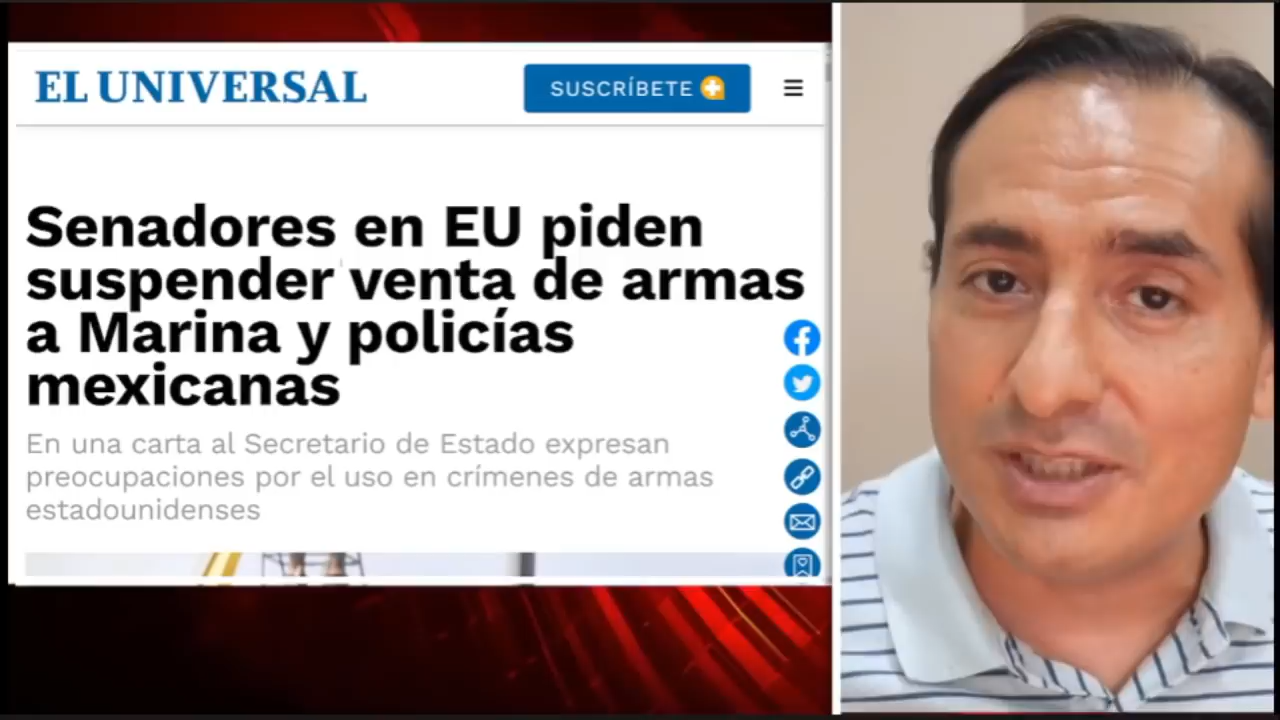 EL UNIVERSAL
SUSCRÍBETE
Senadores en EU piden
suspender venta de armas
a Marina y policías
mexicanas
En una carta al Secretario de Estado expresan
preocupaciones por el uso en crímenes de armas
estadounidenses